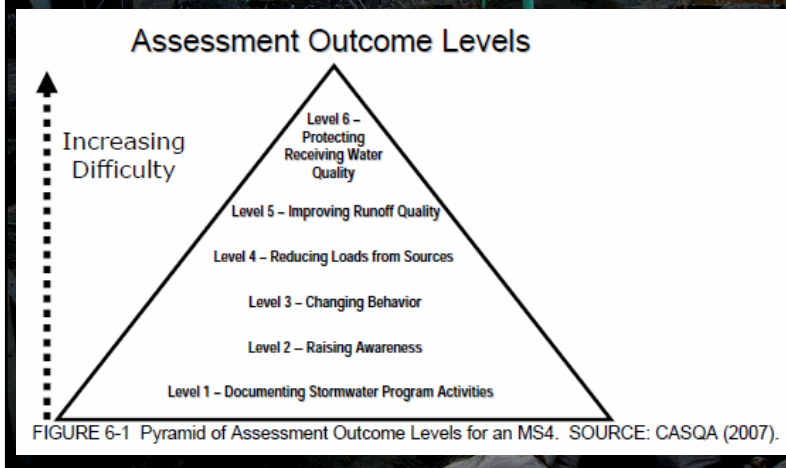 Assessment Outcome Levels
Increasing
Difficulty
Level 6 –
Protecting
Receiving Water
Quality
Level 5 – Improving Runoff Quality
Level 4 – Reducing Loads from Sources
Level 3 – Changing Behavior
Level 2 – Raising Awareness
Level 1 – Documenting Stormwater Program Activities
FIGURE 6-1 Pyramid of Assessment Outcome Levels for an MS4. SOURCE: CASQA (2007).